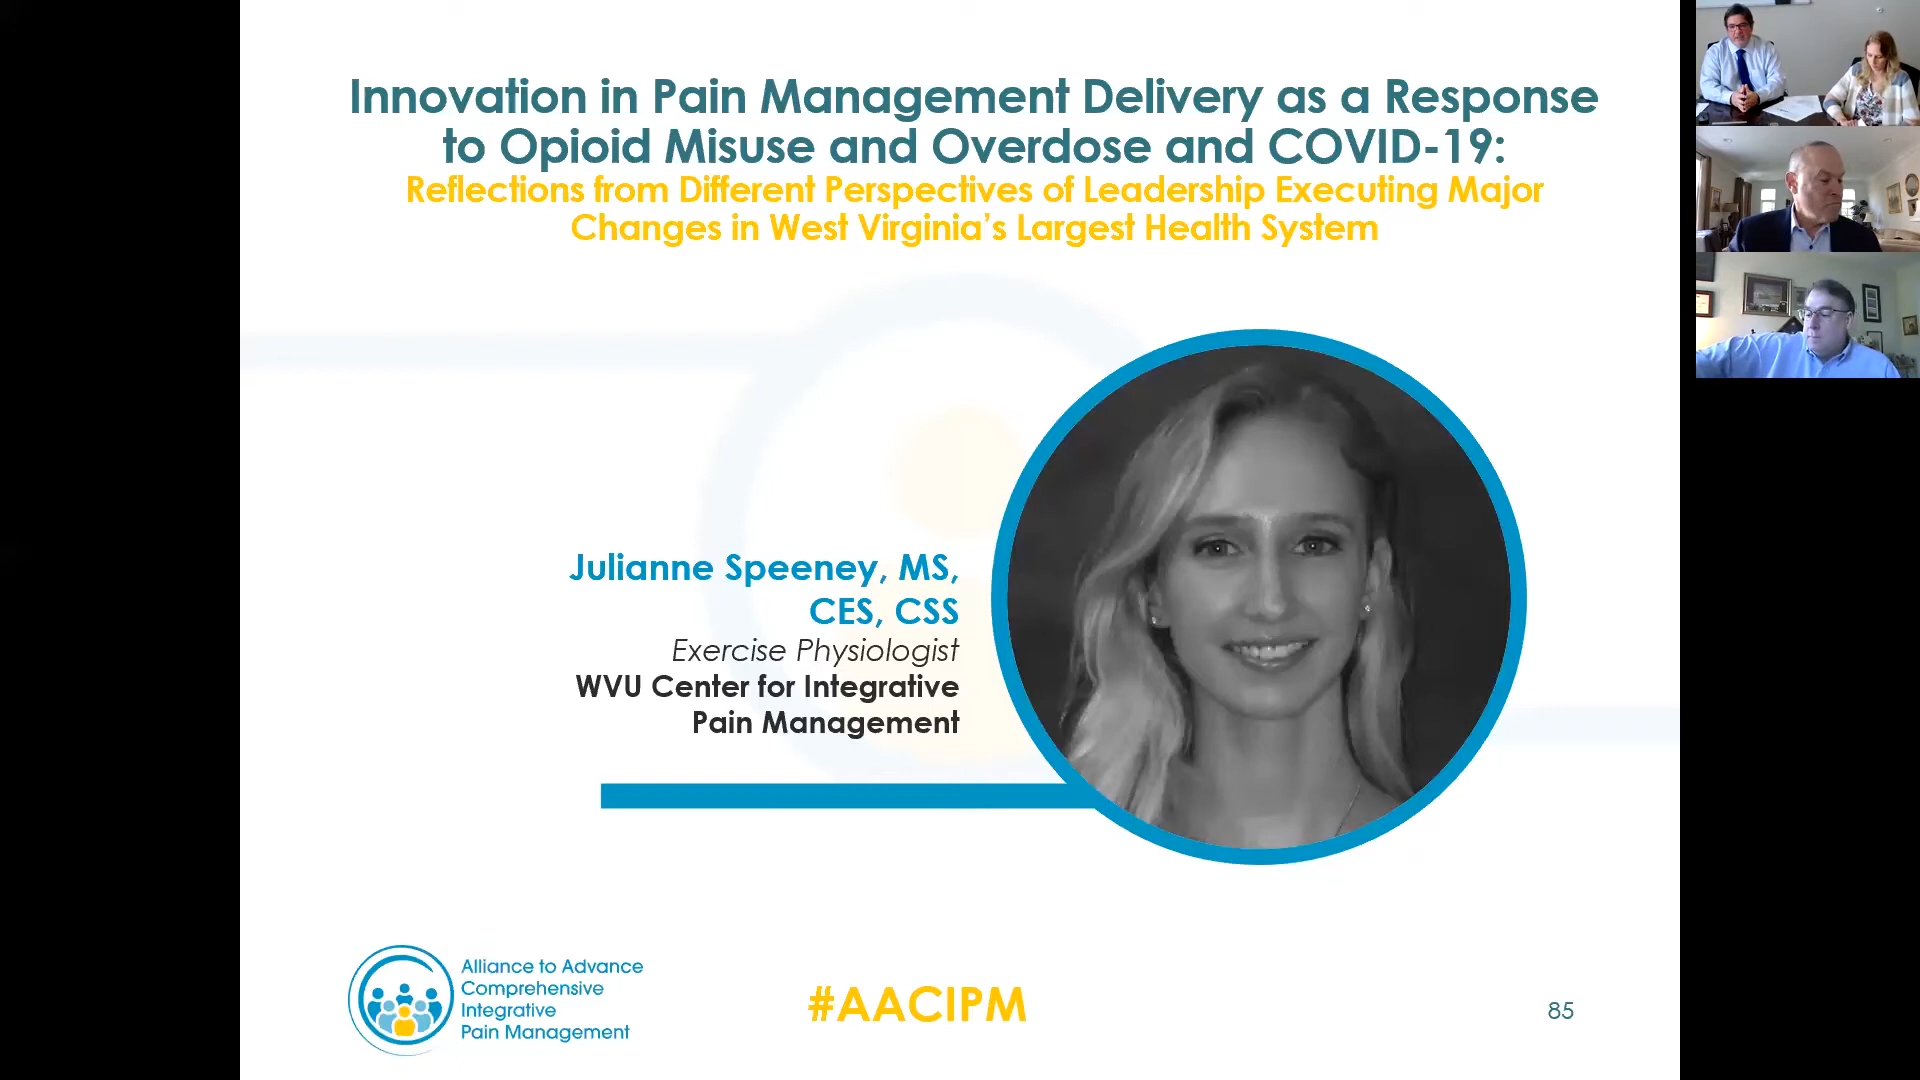 Innovation in Pain Management Delivery as a Response
to Opioid Misuse and Overdose and COVID-19:
Reflections from Different Perspectives of Leadership Executing Major
Changes in West Virginia’s Largest Health System
Julianne Speeney, MS,
CES, CSS
Exercise Physiologist
WVU Center for Integrative
Pain Management
Alliance to Advance
Comprehensive
Integrative
Pain Management
#AACIPM
85